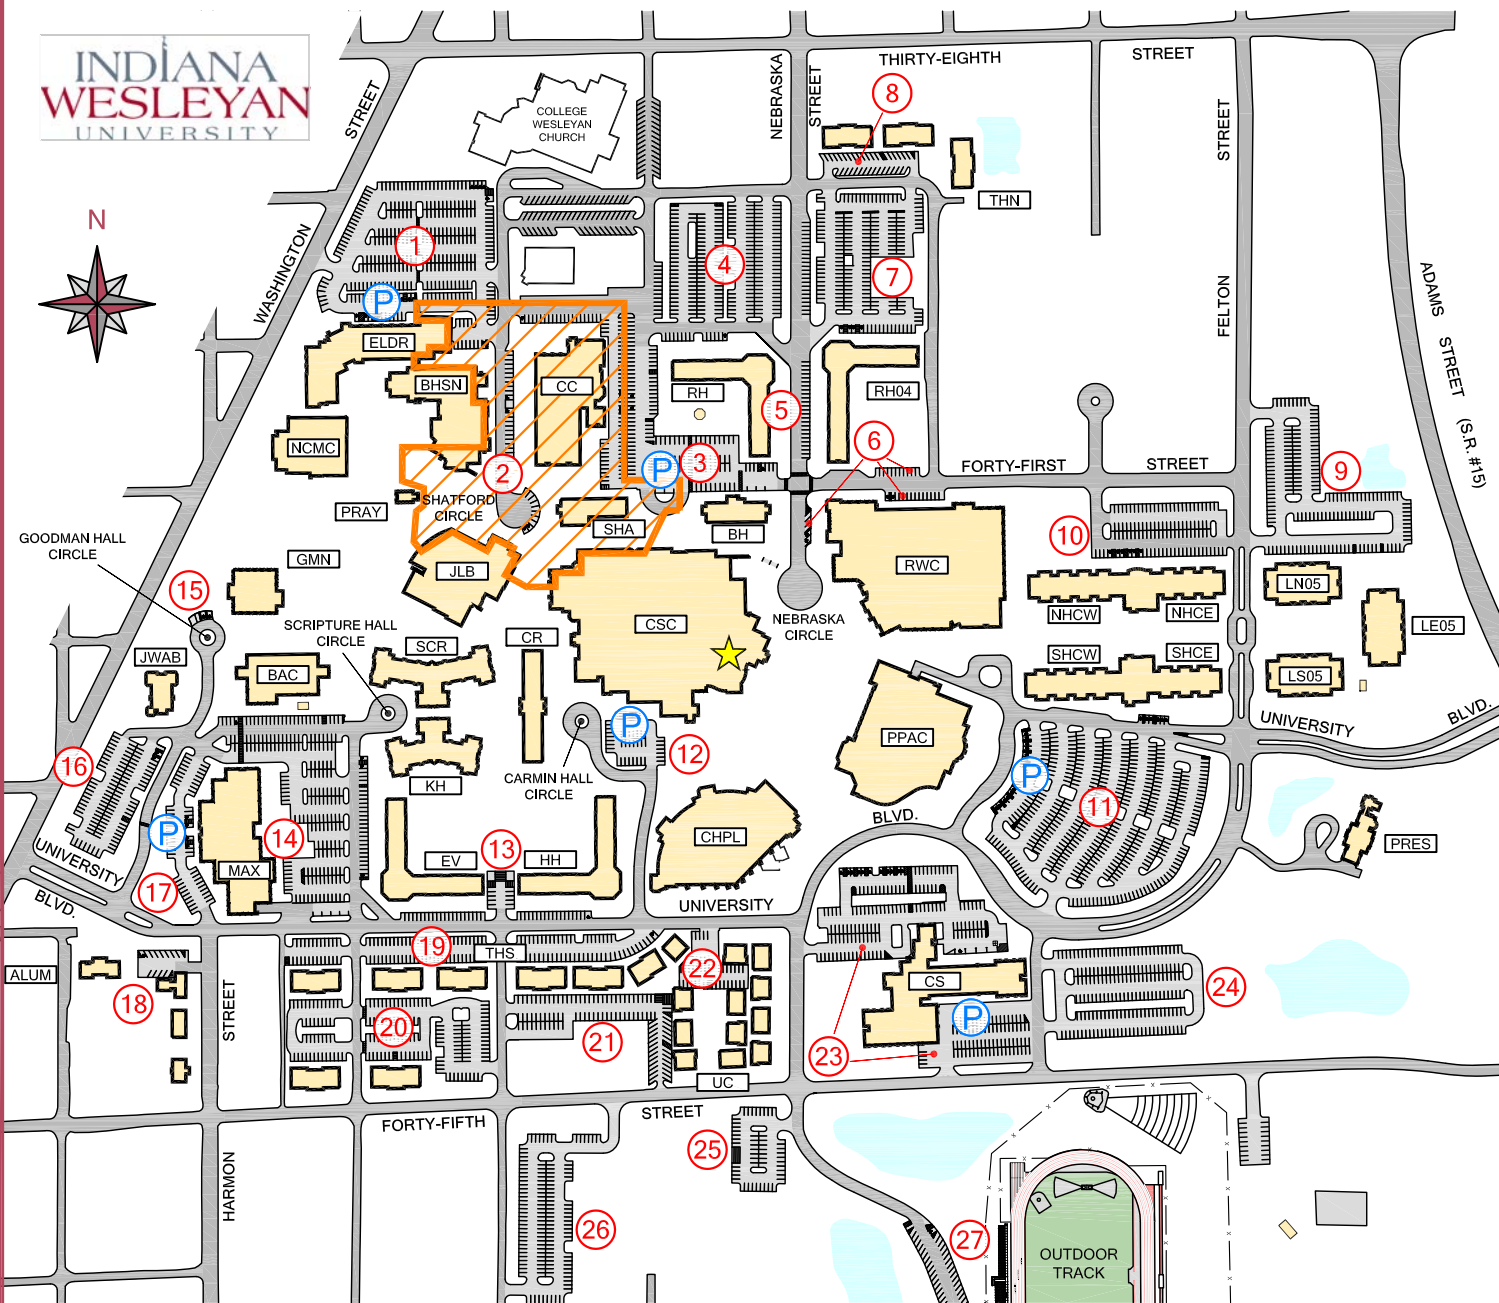 INDIANA
WESLEYAN
UNIVERSITY
N
THIRTY-EIGHTH
STREET
STREET
NEBRASKA
STREET
COLLEGE
WESLEYAN
CHURCH
8
THN
STREET
1
4
7
WASHINGTON
FELTON
ADAMS
STREET
(S.R. #15)
P
ELDR
BHSN
CC
RH
RH04
5
NCMC
2
P
3
6
FORTY-FIRST
STREET
9
PRAY
SHATFORD
CIRCLE
SHA
BH
10
GOODMAN HALL
CIRCLE
GMN
JLB
RWC
15
LN05
NHCW
NHCE
SCRIPTURE HALL
CIRCLE
SCR
CR
CSC
NEBRASKA
CIRCLE
LE05
JWAB
BAC
SHCW
SHCE
LS05
UNIVERSITY
BLVD.
P
PPAC
16
12
KH
CARMIN HALL
CIRCLE
P
11
P
14
UNIVERSITY
BLVD.
BLVD.
CHPL
PRES
MAX
EV
13
HH
17
UNIVERSITY
19
THS
22
ALUM
18
CS
24
STREET
20
21
P
23
UC
FORTY-FIFTH
STREET
25
HARMON
26
27
OUTDOOR
TRACK